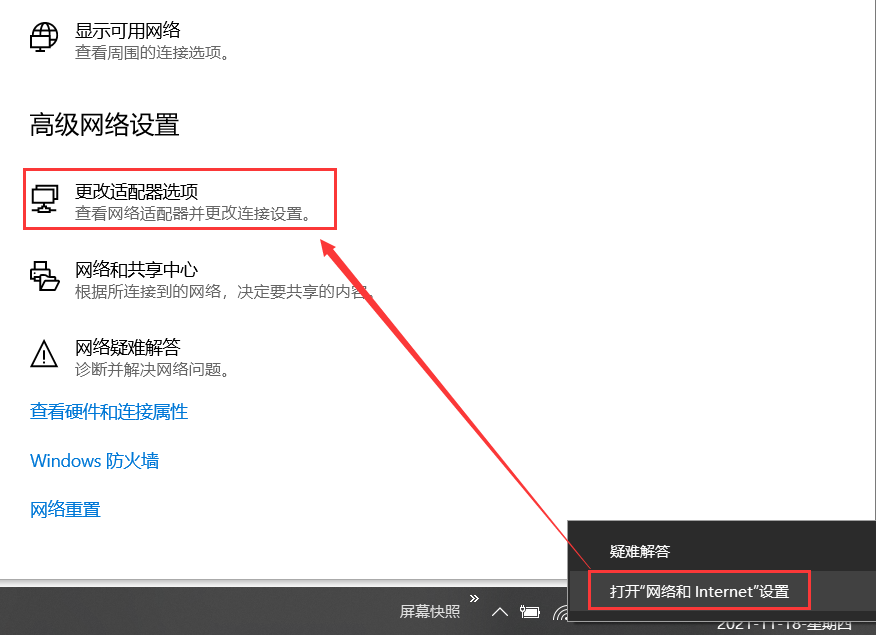 显示可用网络
查看周围的连接选项。
高级网络设置
更改适配器选项
查看网络适配器并更改连接设置。
网络和共享中心
根据所连接到的网络，决定要共享的内容。
网络疑难解答
诊断并解决网络问题。
查看硬件和连接属性
Windows 防火墙
网络重置
疑难解答
打开“网络和 Internet”设置
屏幕快照
2021-11-18-星期四